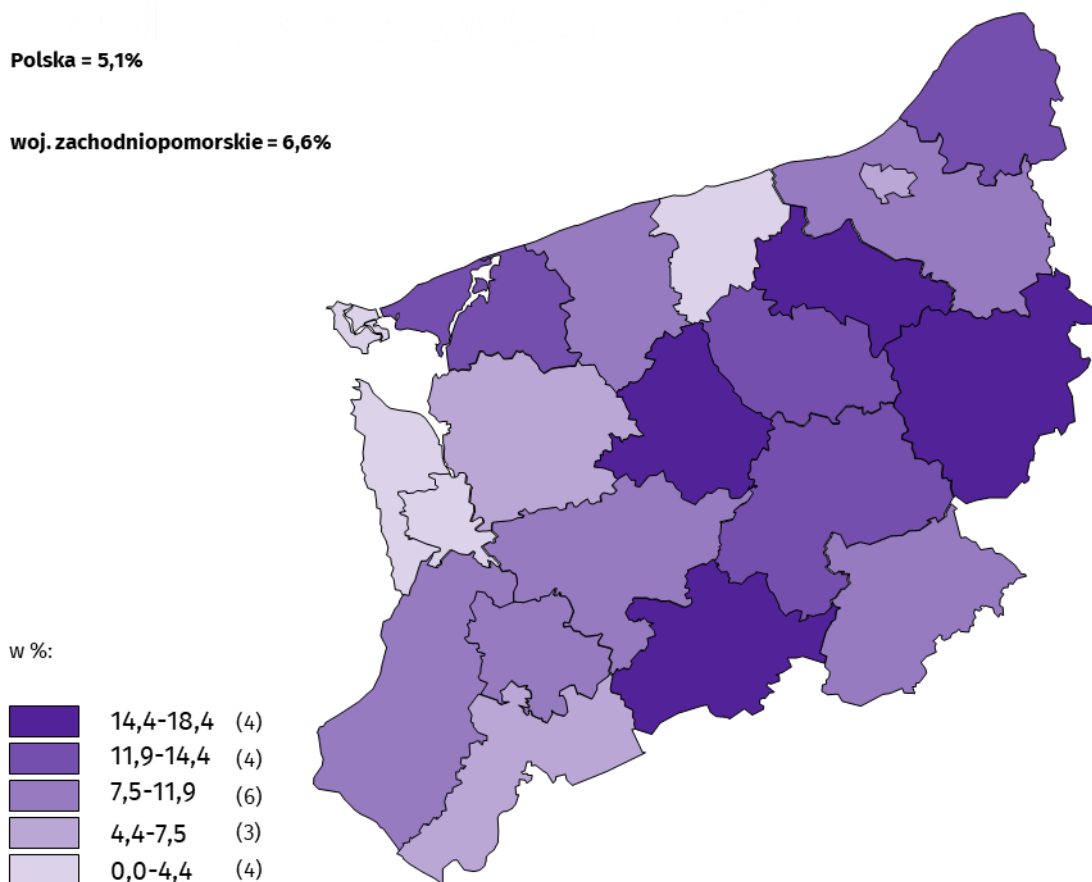 Polska = 5,1%
woj. zachodniopomorskie = 6,6%
w %:
14,4-18,4 (4)
11,9-14,4 (4)
7,5-11,9 (6)
4,4-7,5 (3)
0,0-4,4 (4)